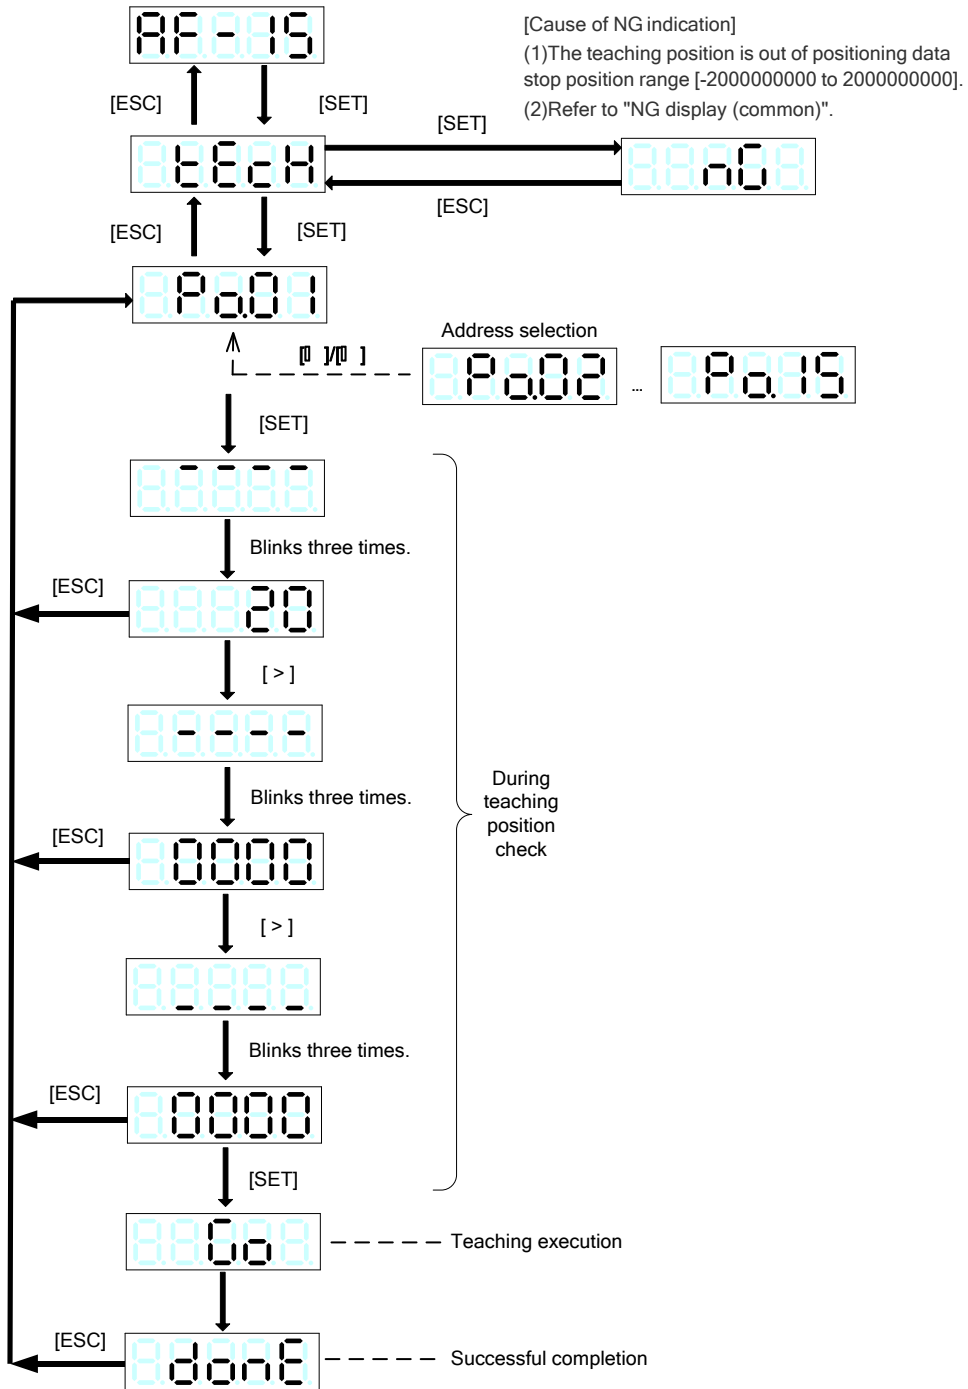 AF-15
[Cause of NG indication]
(1)The teaching position is out of positioning data
stop position range [-2000000000 to 2000000000].
(2)Refer to "NG display (common)".
[ESC]
[SET]
[SET]
tEcH
nG
[ESC]
[ESC]
[SET]
Po.01
Address selection
Po.02
...
Po.15
[SET]
----
Blinks three times.
[ESC]
20
[ > ]
----
Blinks three times.
[ESC]
0000
[ > ]
----
Blinks three times.
[ESC]
0000
[SET]
During
teaching
position
check
Go
Teaching execution
[ESC]
donE
Successful completion